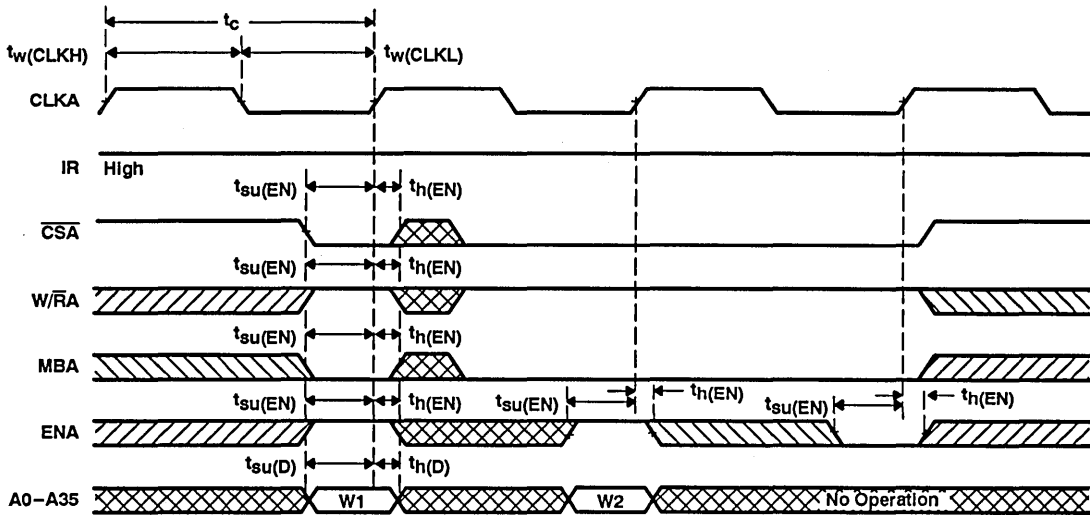 tc
tw(CLKH)
tw(CLKL)
CLKA
IR High
tsu(EN) th(EN)
CSA
tsu(EN) th(EN)
W/RA
tsu(EN) th(EN)
MBA
tsu(EN) th(EN) tsu(EN) th(EN) tsu(EN) th(EN)
ENA
tsu(D) th(D)
A0–A35 W1 W2 No Operation